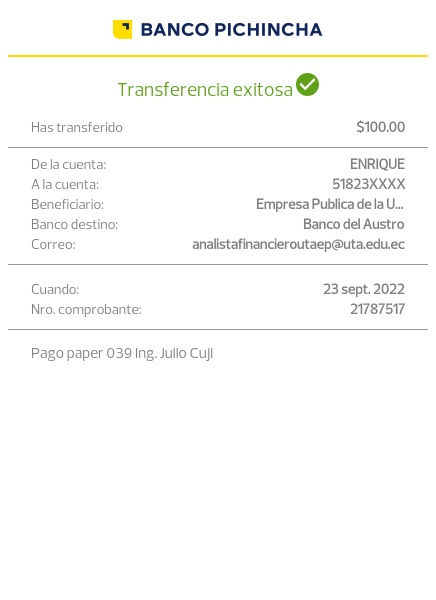 BANCO PICHINCHA
Transferencia exitosa
Has transferido $100.00
De la cuenta: ENRIQUE
A la cuenta: 51823XXXX
Beneficiario: Empresa Publica de la U...
Banco destino: Banco del Austro
Correo: analistafinancieroutaep@uta.edu.ec
Cuando: 23 sept. 2022
Nro. comprobante: 21787517
Pago paper 039 Ing. Julio Cuji